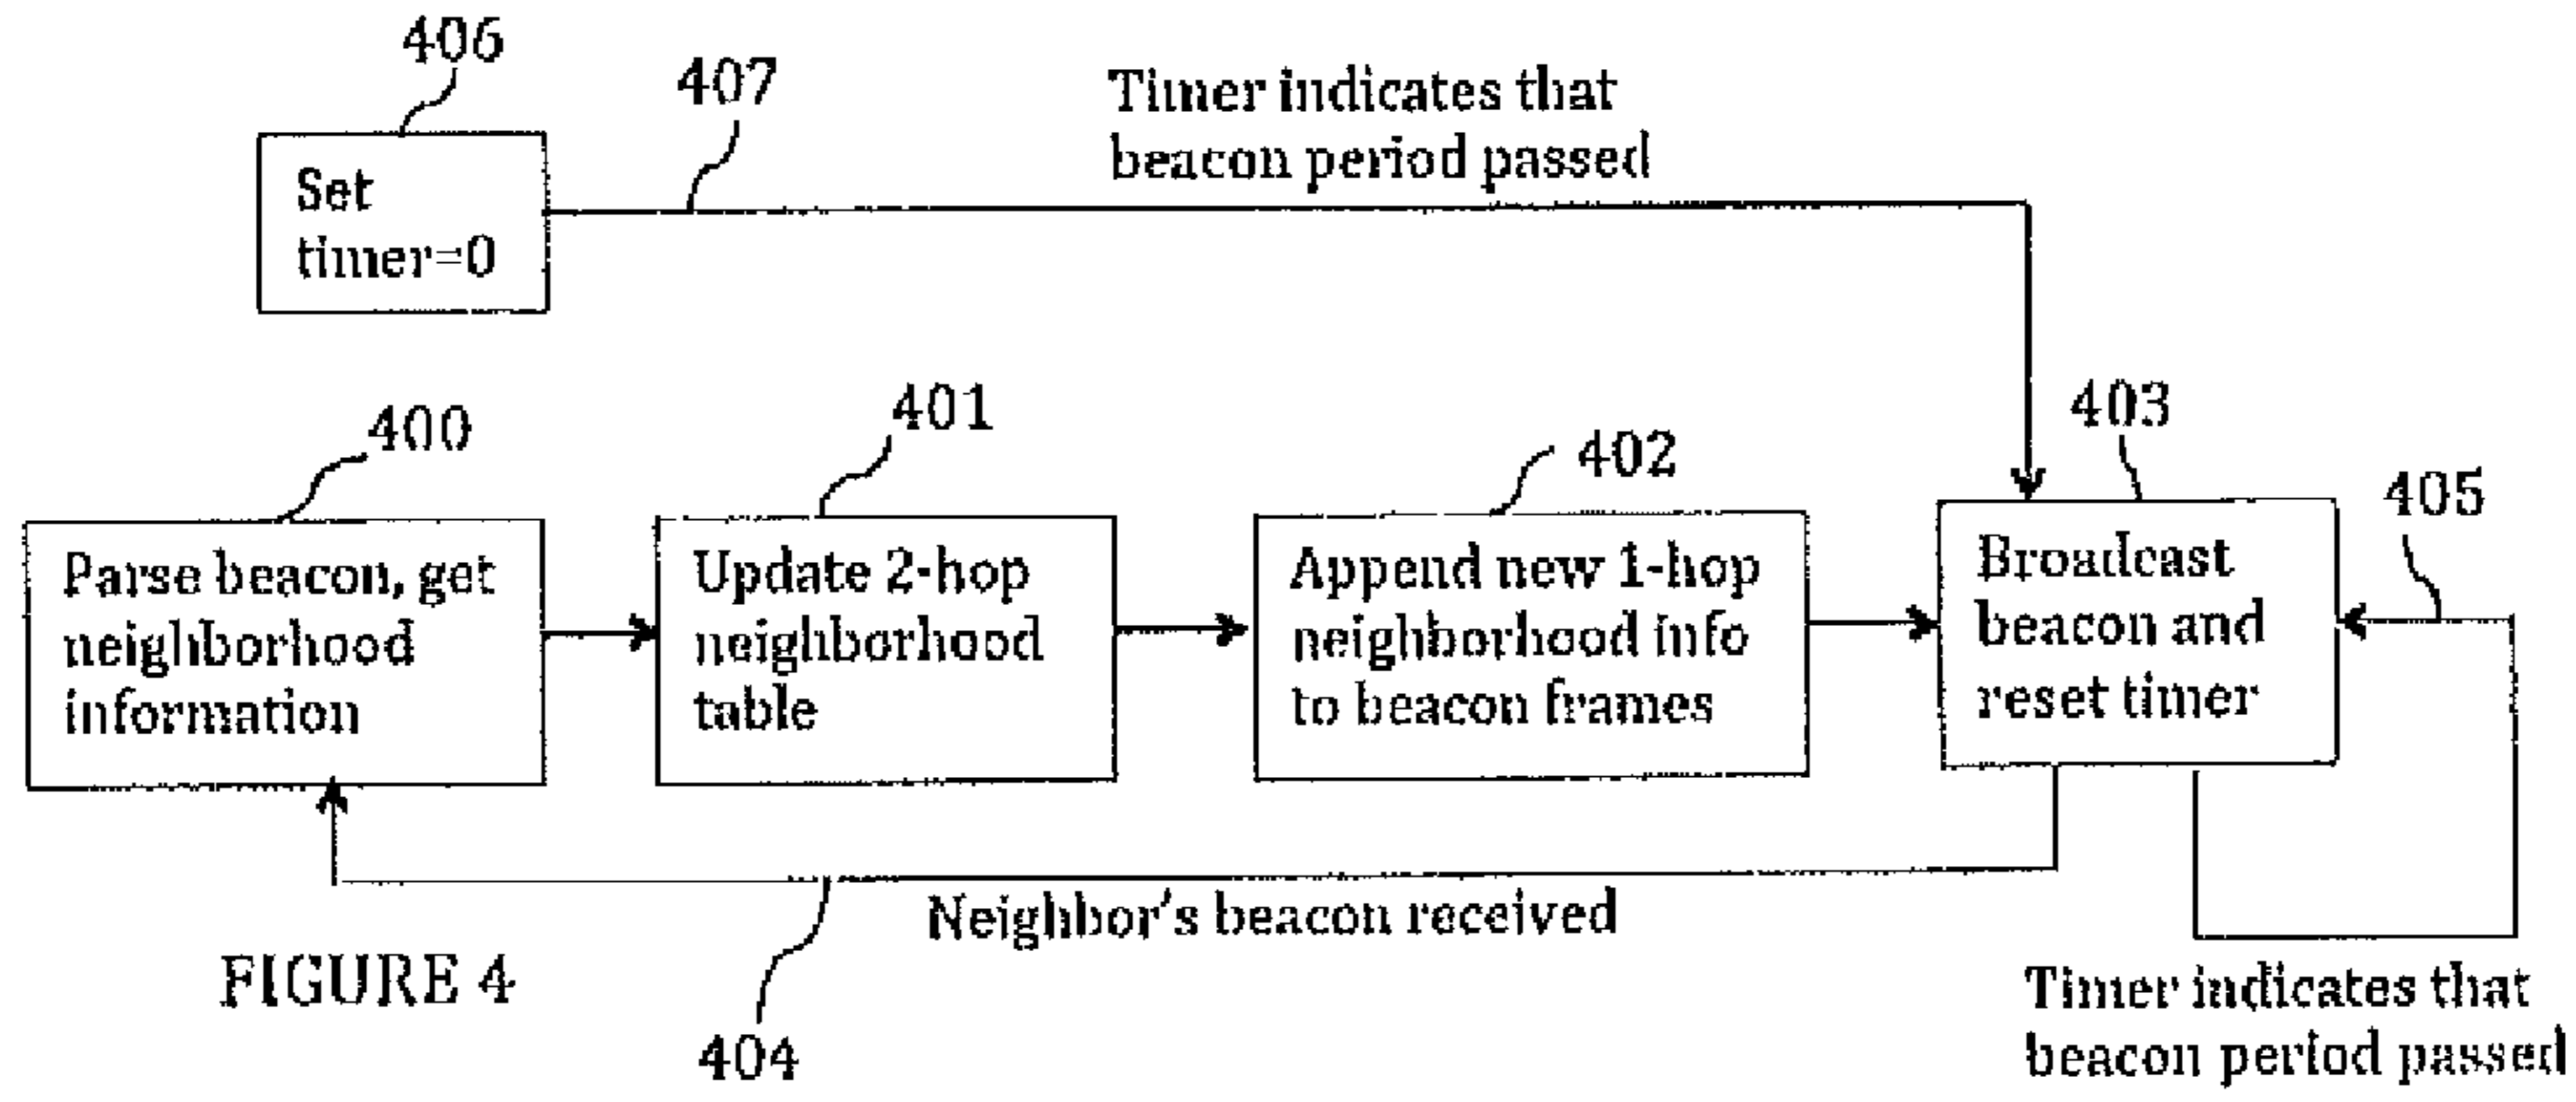 406
407
Timer indicates that
beacon period passed
Set
timer=0
400
401
402
403
405
Parse beacon, get
neighborhood
information
Update 2-hop
neighborhood
table
Append new 1-hop
neighborhood info
to beacon frames
Broadcast
beacon and
reset timer
Neighbor's beacon received
FIGURE 4
404
Timer indicates that
beacon period passed